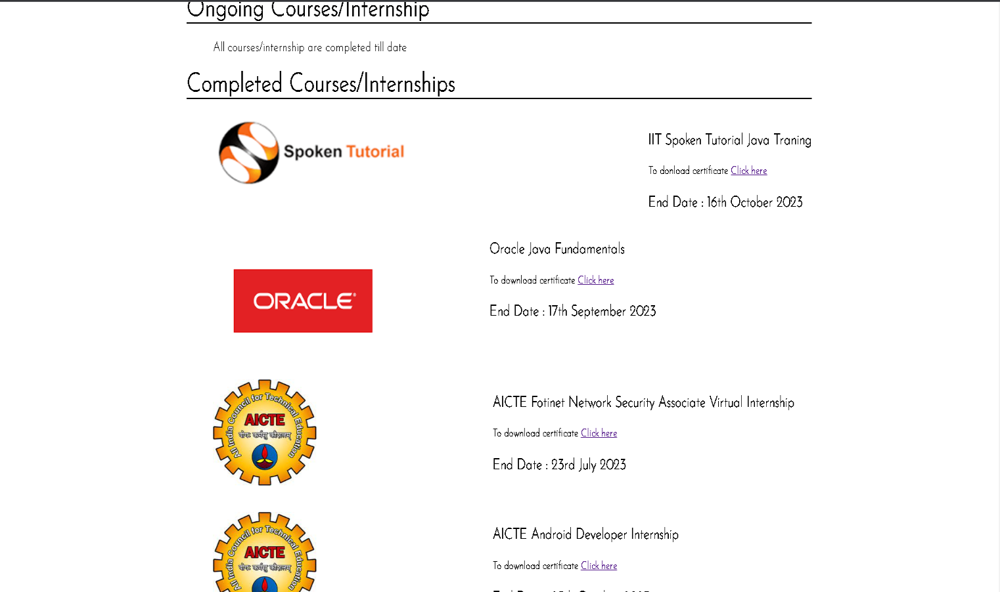 Ongoing Courses/Internship
All courses/internship are completed till date
Completed Courses/Internships
Spoken Tutorial
IIT Spoken Tutorial Java Traning
To donload certificate Click here
End Date : 16th October 2023
Oracle Java Fundamentals
To download certificate Click here
ORACLE®
End Date : 17th September 2023
All India Council for Technical Education
AICTE
योगः कर्मसु कौशलम्
AICTE Fotinet Network Security Associate Virtual Internship
To download certificate Click here
End Date : 23rd July 2023
All India Council for Technical Education
AICTE
योगः कर्मसु कौशलम्
AICTE Android Developer Internship
To download certificate Click here